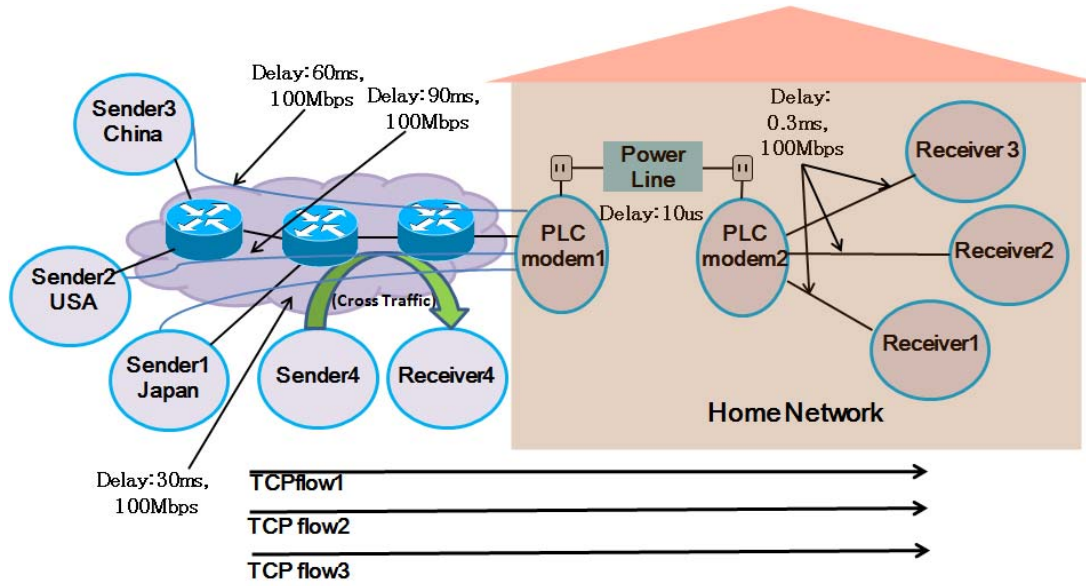 Delay:60ms,
100Mbps
Delay:90ms,
100Mbps
Sender3
China
Delay:
0.3ms,
100Mbps
Receiver 3
Power
Line
Delay:10us
PLC
modem1
PLC
modem2
Receiver2
Sender2
USA
(Cross Traffic)
Sender1
Japan
Sender4
Receiver4
Receiver1
Home Network
Delay:30ms,
100Mbps
TCPflow1
TCP flow2
TCP flow3